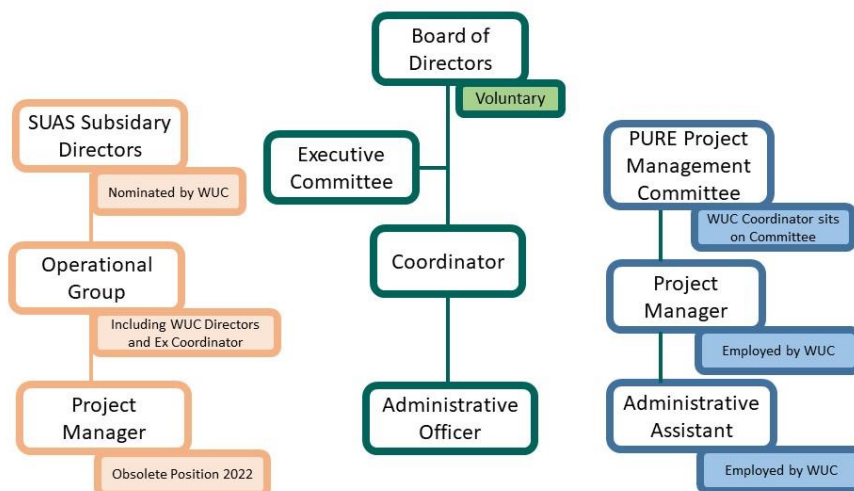 Board of
Directors
Voluntary
Executive
Committee
Coordinator
Administrative
Officer
SUAS Subsidary
Directors
Nominated by WUC
Operational
Group
Including WUC Directors
and Ex Coordinator
Project
Manager
Obsolete Position 2022
PURE Project
Management
Committee
WUC Coordinator sits
on Committee
Project
Manager
Employed by WUC
Administrative
Assistant
Employed by WUC